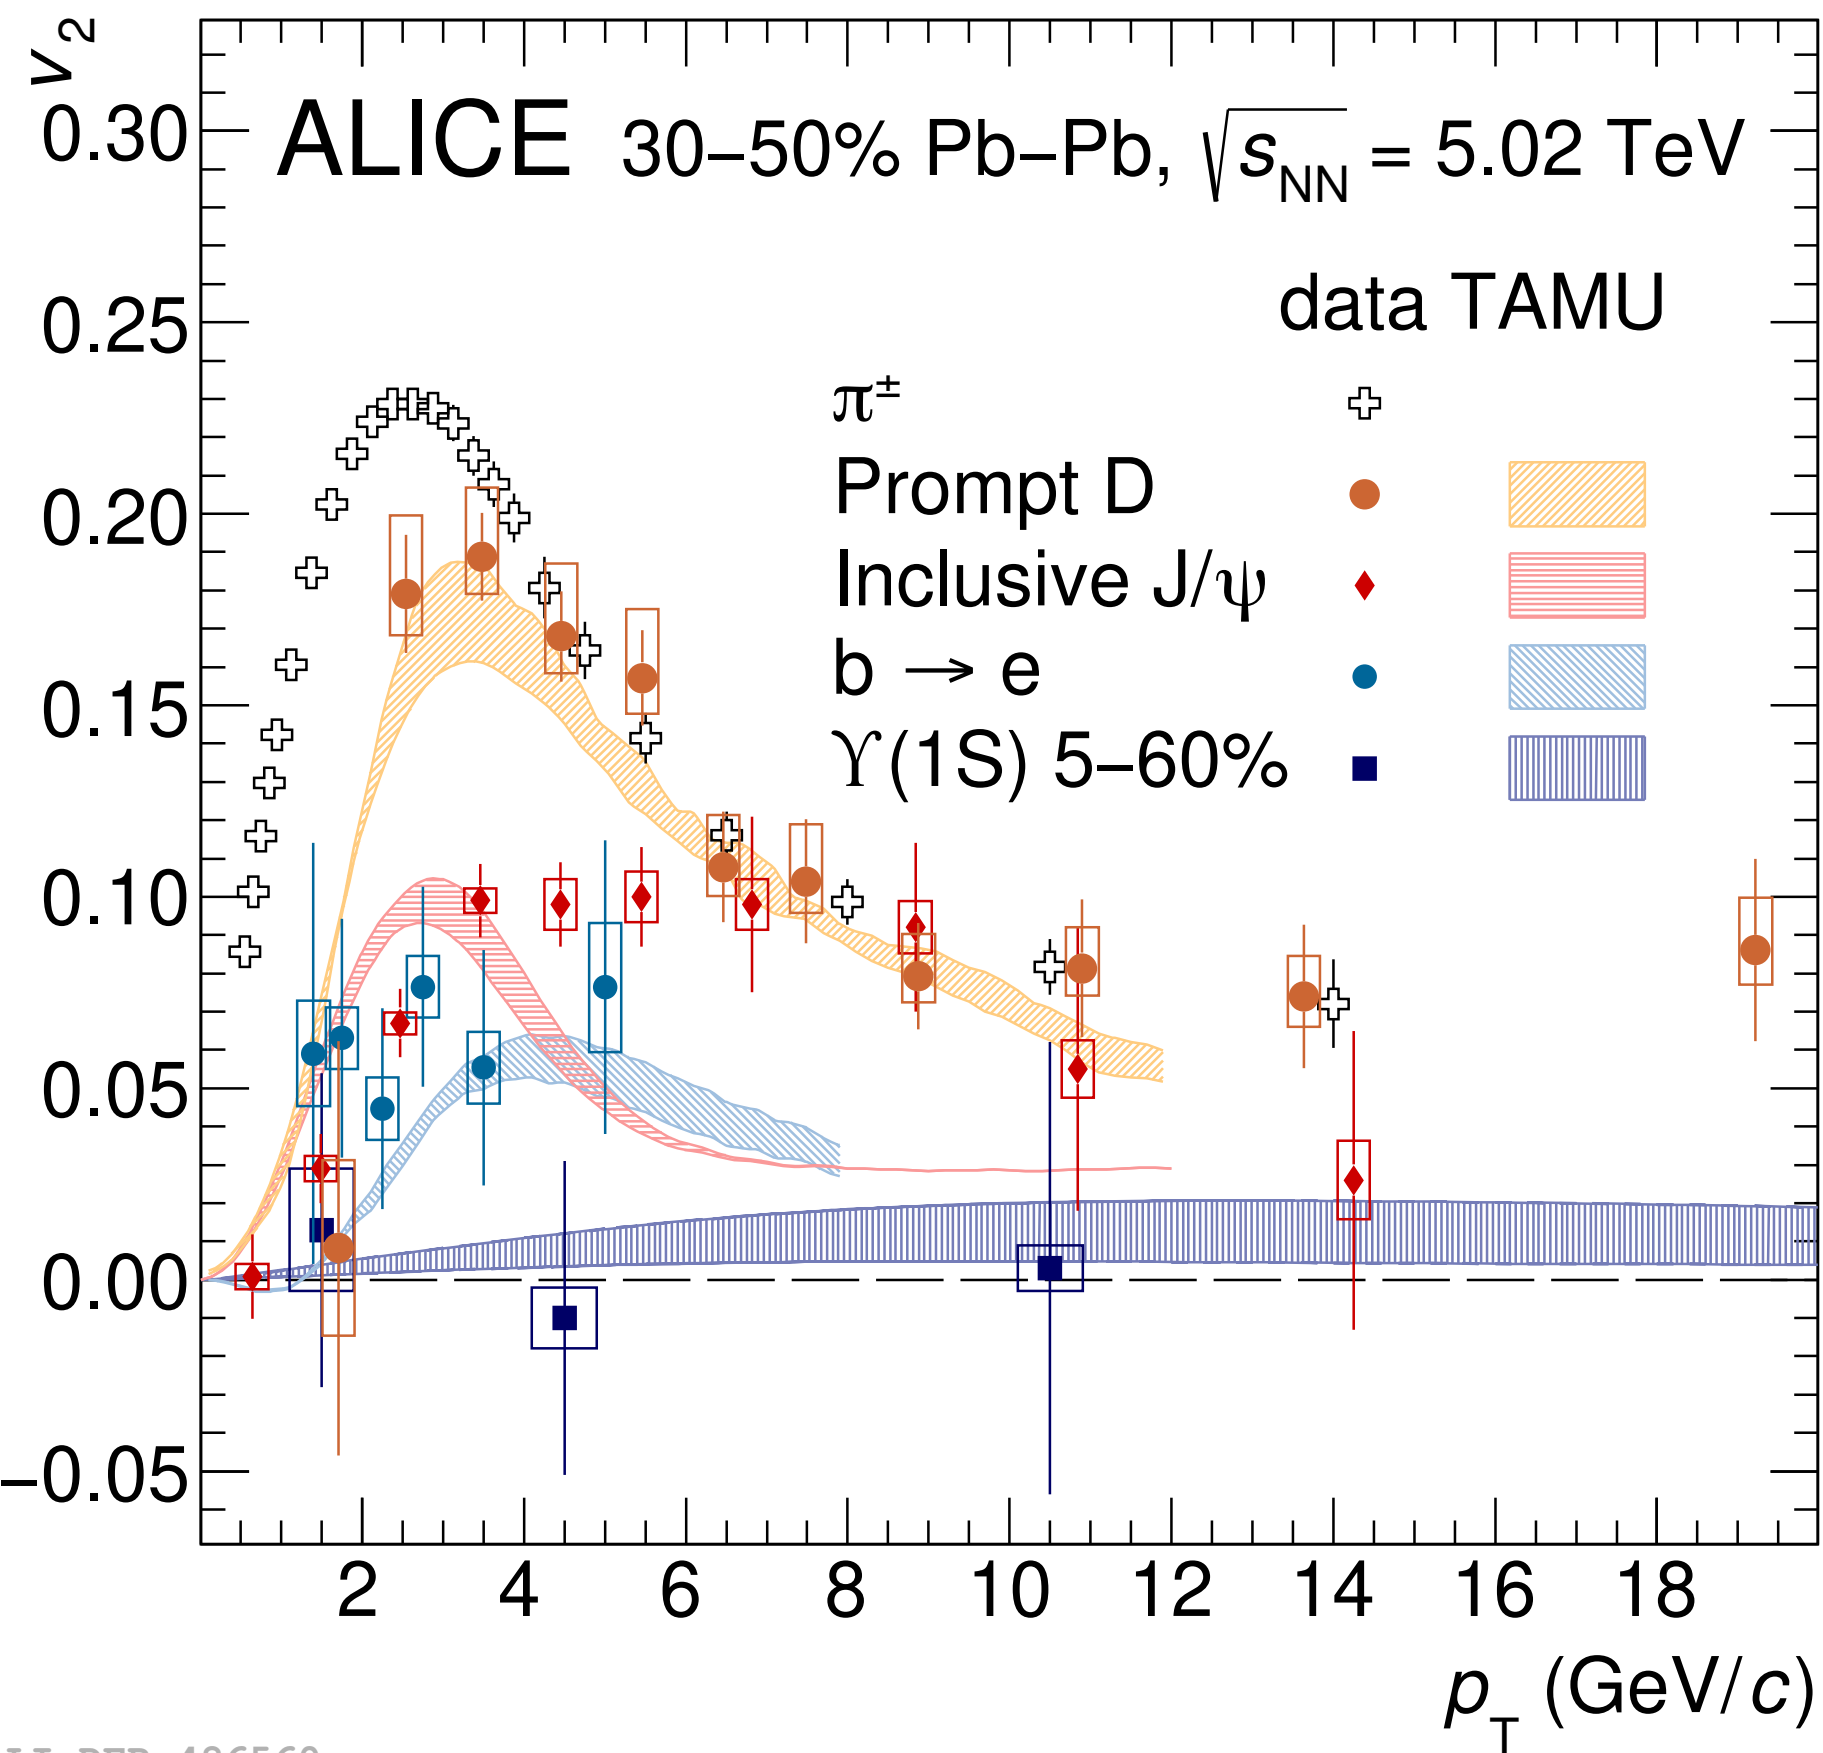 v2
ALICE 30–50% Pb–Pb, √sNN = 5.02 TeV
data TAMU
π±
Prompt D
Inclusive J/ψ
b → e
ϒ(1S) 5–60%
0.30
0.25
0.20
0.15
0.10
0.05
0.00
−0.05
2 4 6 8 10 12 14 16 18
pT (GeV/c)